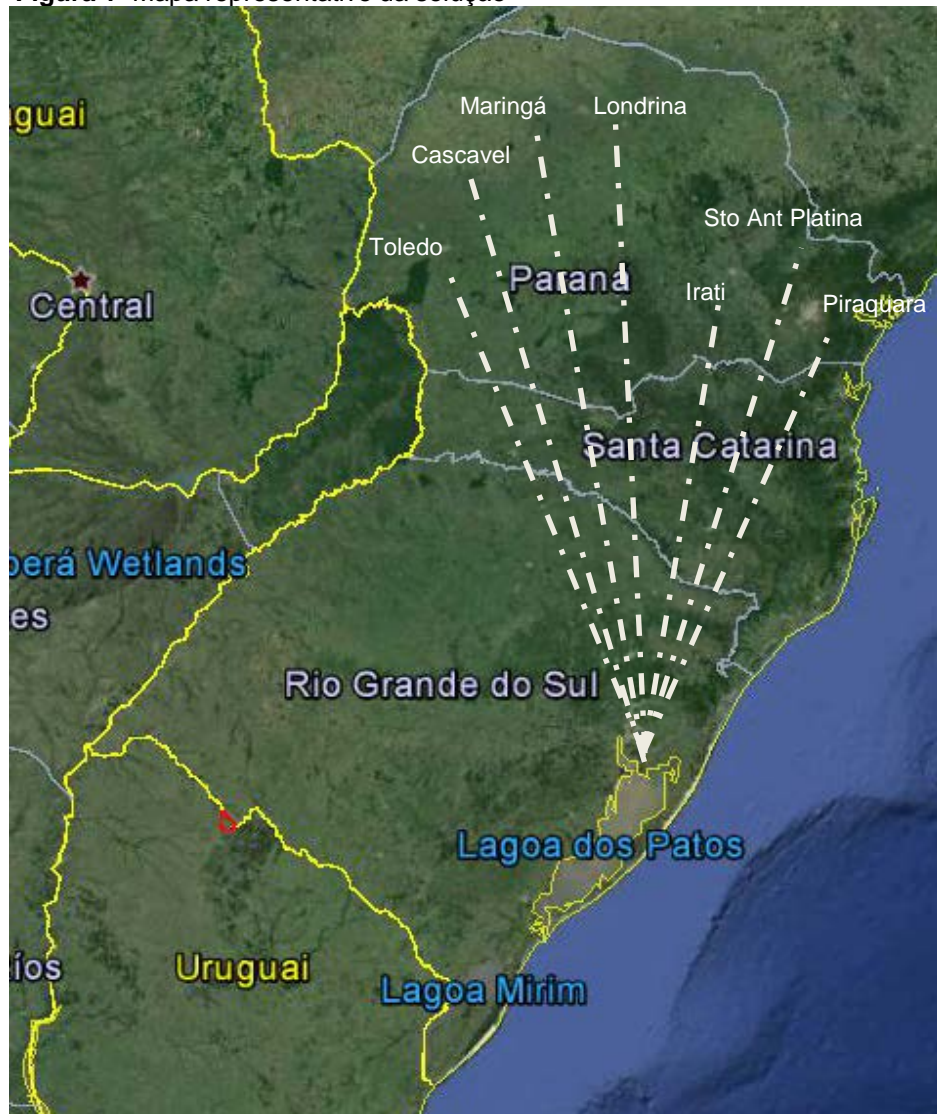 Maringá
Londrina
aguai
Cascavel
Sto Ant Platina
Toledo
Paraná
Irati
Central
Piraquara
Santa Catarina
berá Wetlands
es
Rio Grande do Sul
Lagoa dos Patos
íos
Uruguai
Lagoa Mirim